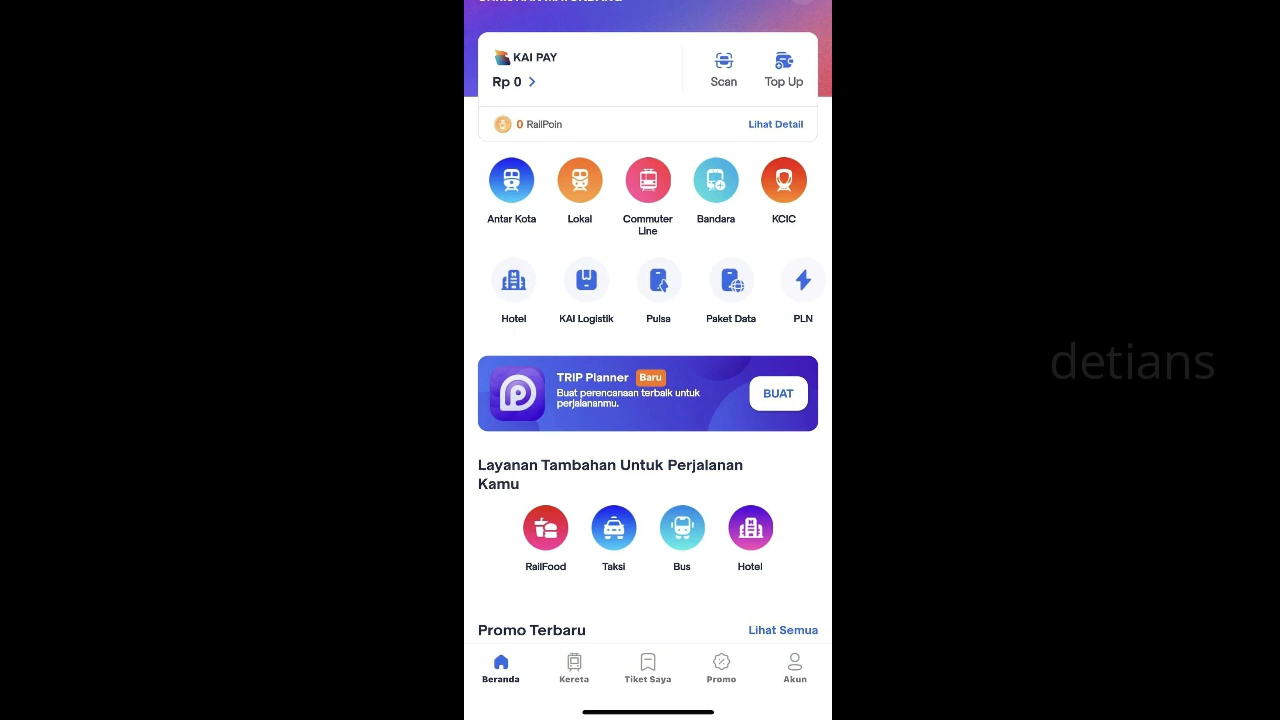 KAI PAY
Rp 0
Scan
Top Up
0 RailPoin
Lihat Detail
Antar Kota
Lokal
Commuter
Line
Bandara
KCIC
Hotel
KAI Logistik
Pulsa
Paket Data
PLN
TRIP Planner Baru
Buat perencanaan terbaik untuk
perjalananmu.
BUAT
detians
Layanan Tambahan Untuk Perjalanan
Kamu
RailFood
Taksi
Bus
Hotel
Promo Terbaru
Lihat Semua
Beranda
Kereta
Tiket Saya
Promo
Akun